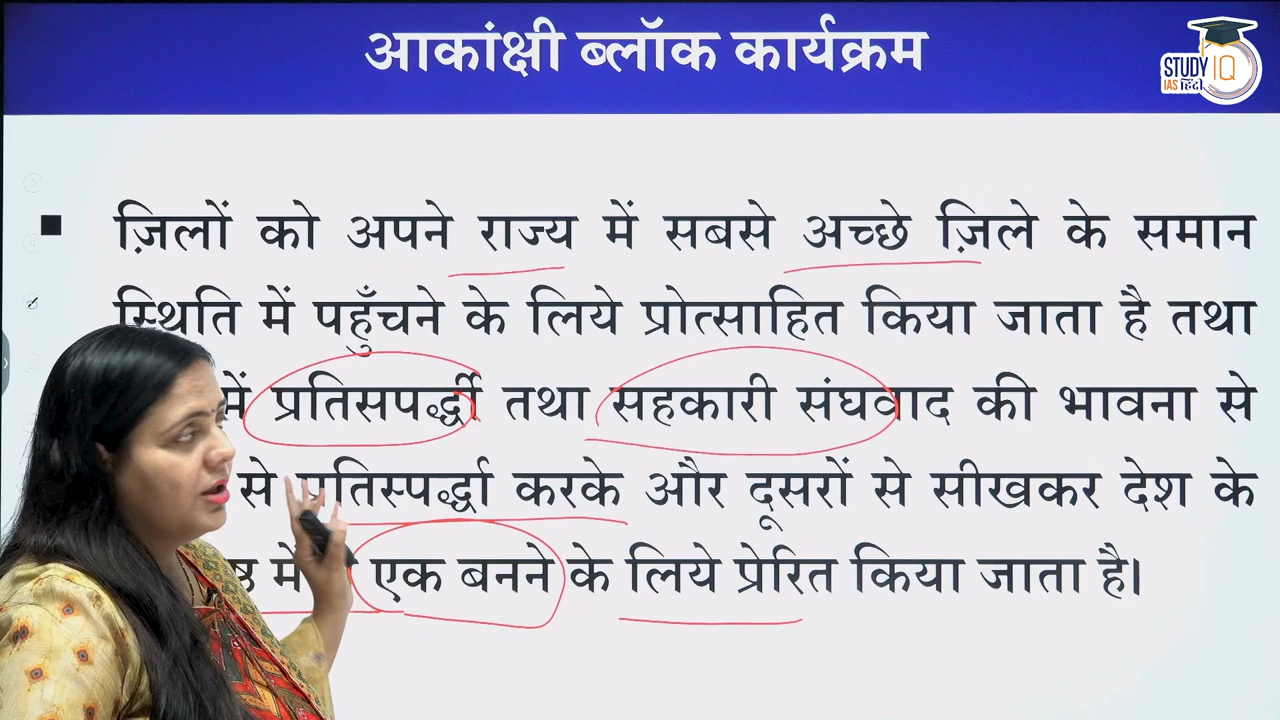 आकांक्षी ब्लॉक कार्यक्रम
STUDY IQ
IAS हिंदी
ज़िलों को अपने राज्य में सबसे अच्छे ज़िले के समान
स्थिति में पहुँचने के लिये प्रोत्साहित किया जाता है तथा
में प्रतिसपर्द्धी तथा सहकारी संघवाद की भावना से
से प्रतिस्पर्द्धा करके और दूसरों से सीखकर देश के
में एक बनने के लिये प्रेरित किया जाता है।